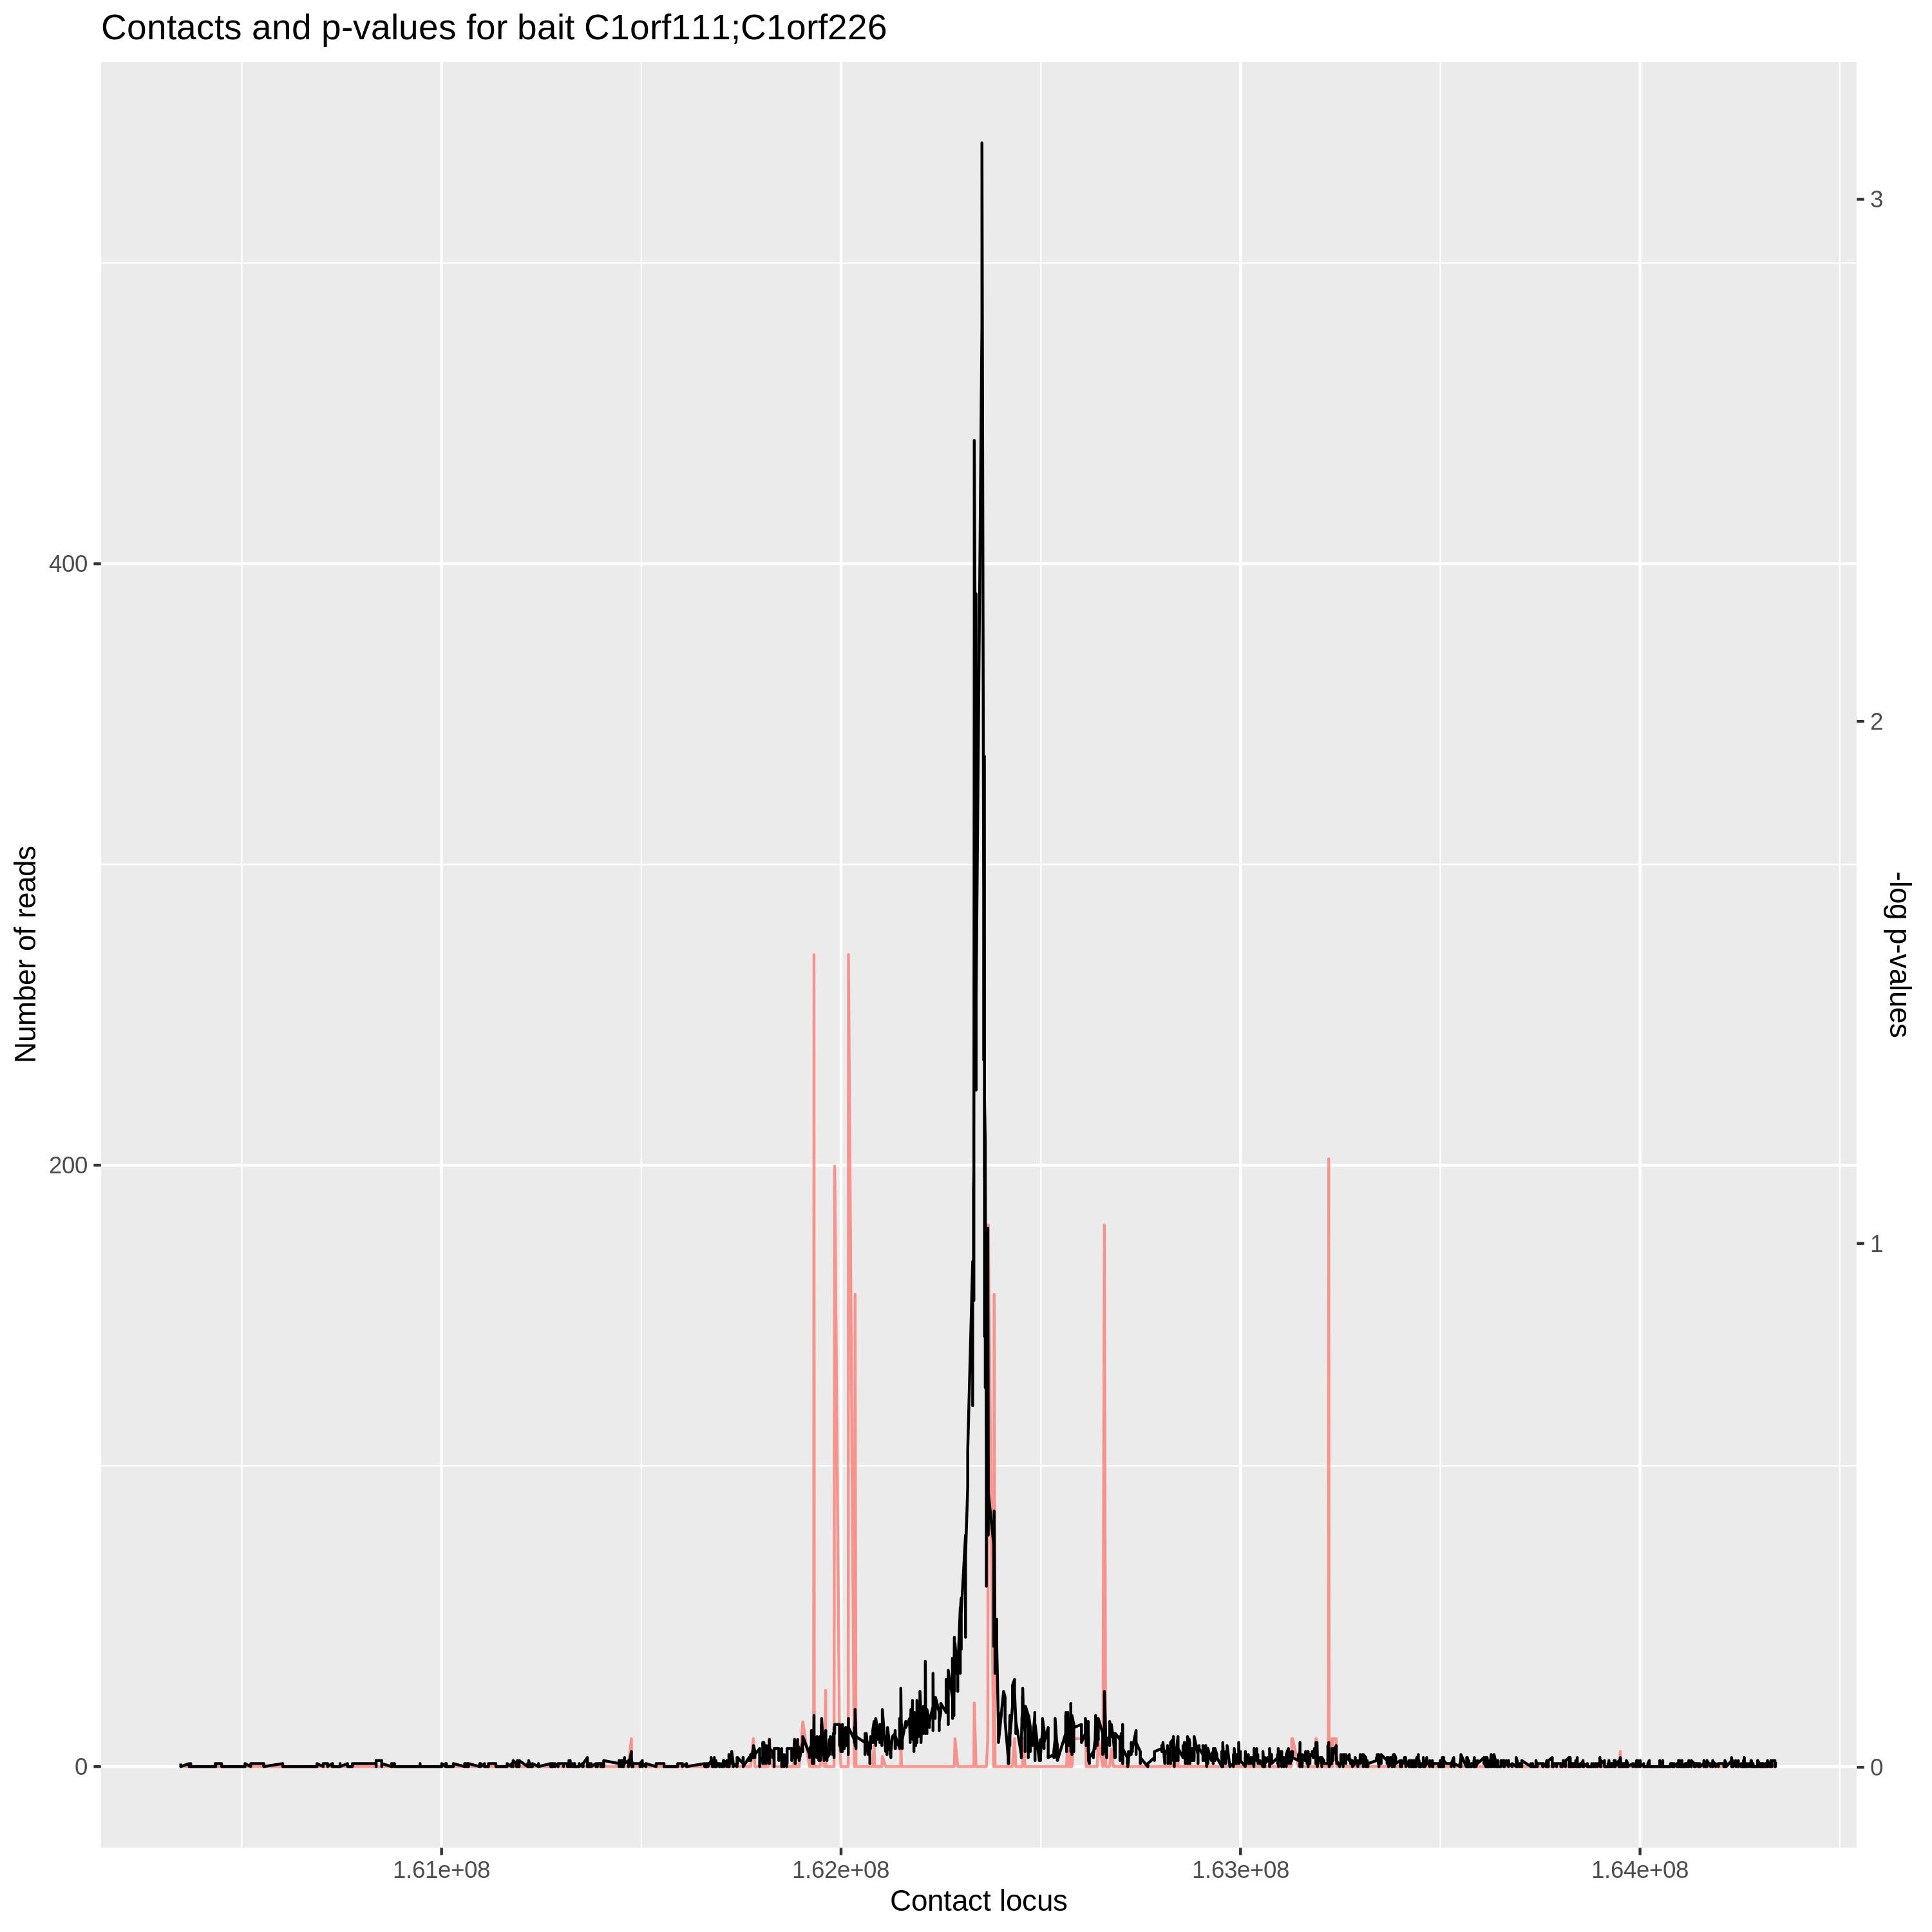 Contacts and p-values for bait C1orf111;C1orf226
Number of reads
400
200
0
3
2
1
0
-log p-values
1.61e+08
1.62e+08
1.63e+08
1.64e+08
Contact locus